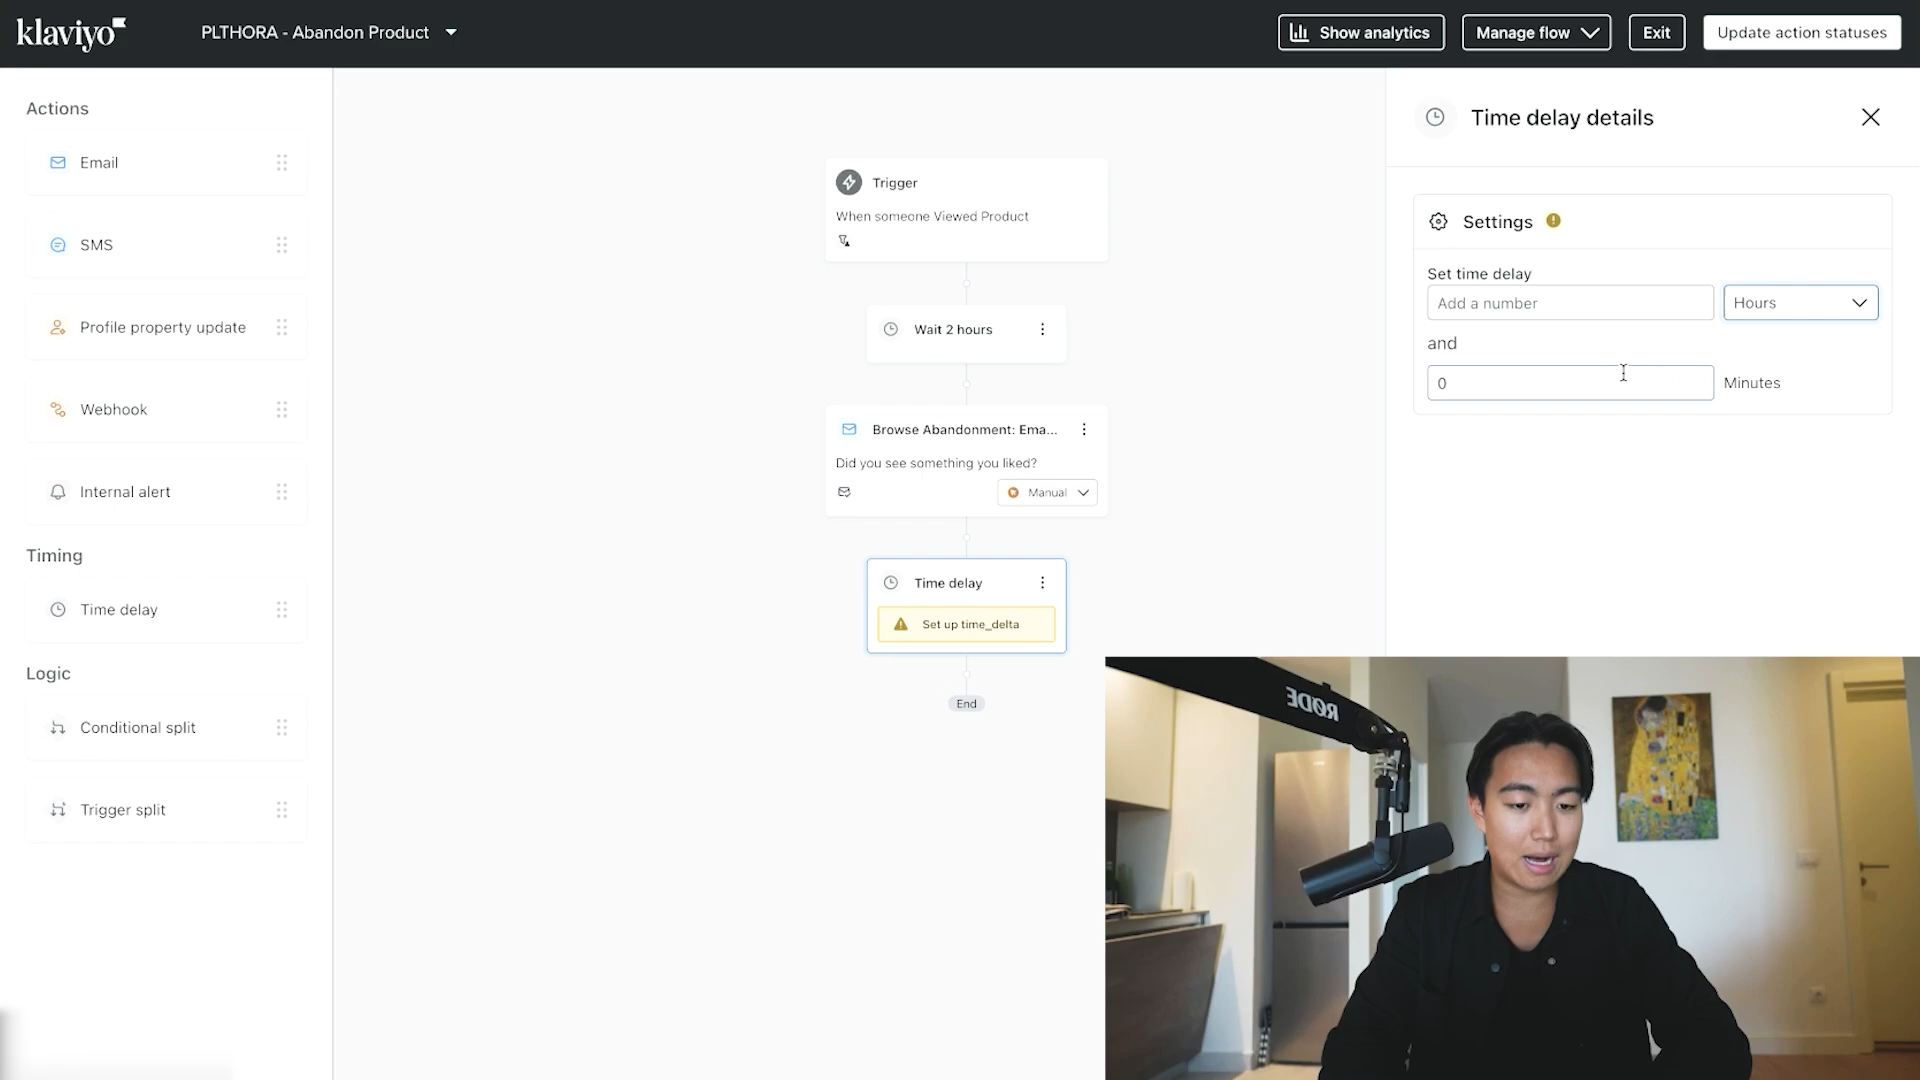 klaviyo
PLTHORA - Abandon Product
Show analytics
Manage flow
Exit
Update action statuses
Actions
Email
SMS
Profile property update
Webhook
Internal alert
Timing
Time delay
Logic
Conditional split
Trigger split
Trigger
When someone Viewed Product
Wait 2 hours
Browse Abandonment: Ema...
Did you see something you liked?
Manual
Time delay
Set up time_delta
End
Time delay details
Settings
Set time delay
Add a number
Hours
and
0
Minutes
RØDE